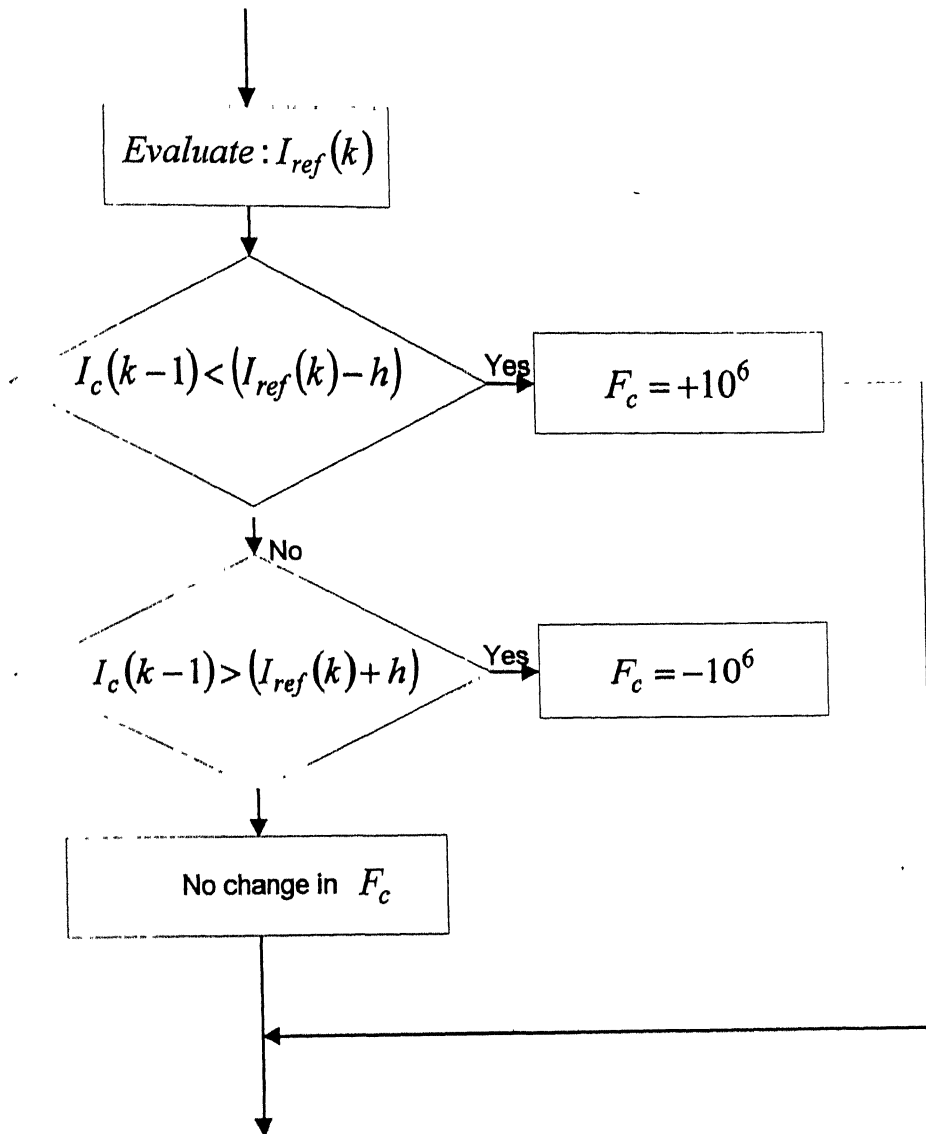 Evaluate : I_ref(k)
I_c(k−1) < (I_ref(k)−h)
Yes
F_c = +10^6
No
I_c(k−1) > (I_ref(k)+h)
Yes
F_c = −10^6
No change in F_c